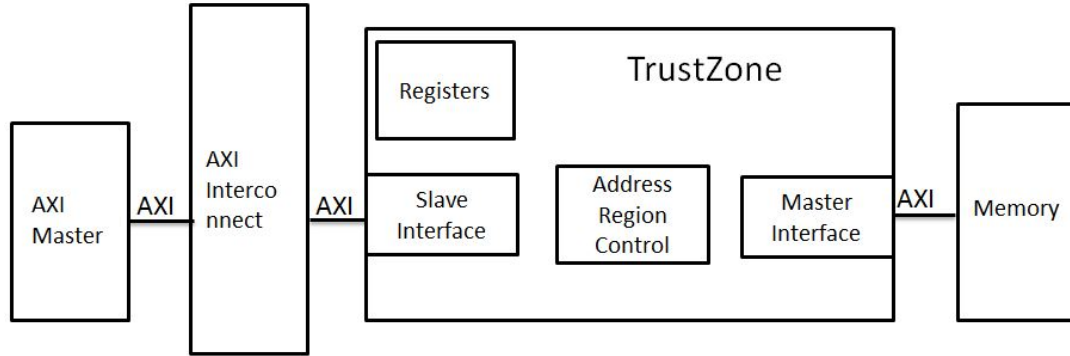 TrustZone
Registers
AXI
Master
AXI
AXI
Interco
nnect
AXI
Slave
Interface
Address
Region
Control
Master
Interface
AXI
Memory